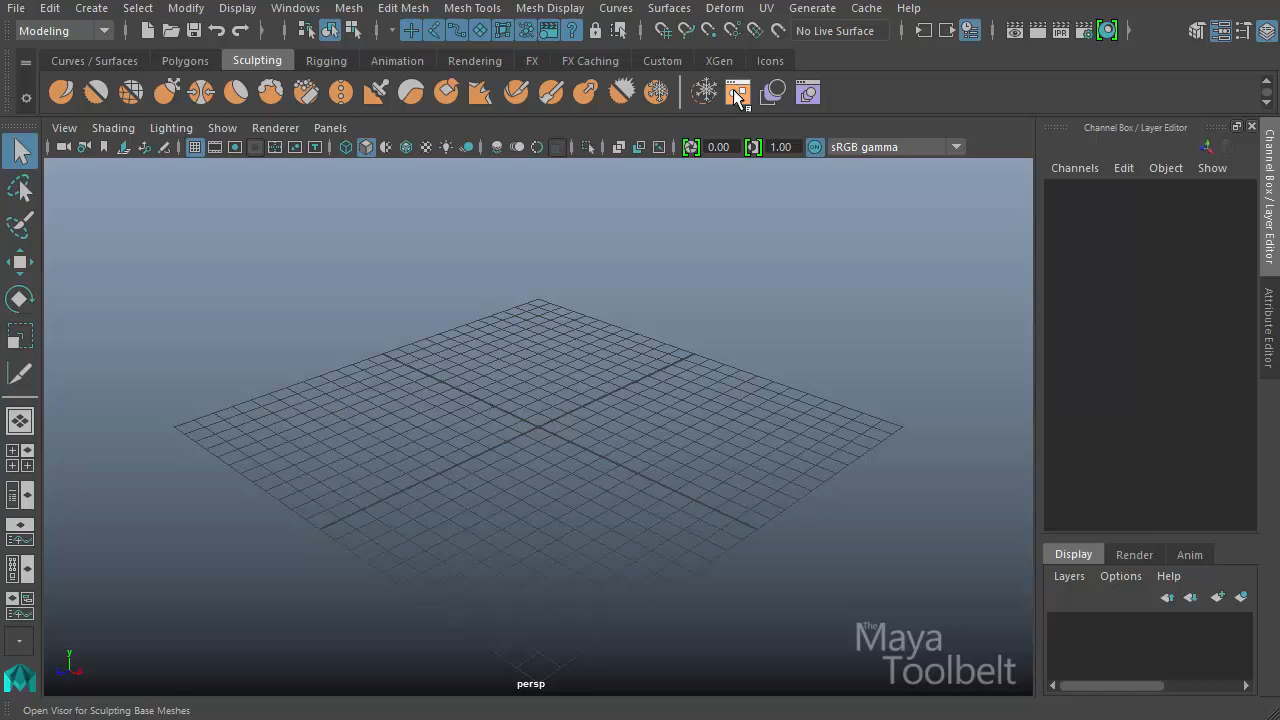 File Edit Create Select Modify Display Windows Mesh Edit Mesh Mesh Tools Mesh Display Curves Surfaces Deform UV Generate Cache Help
Modeling
No Live Surface
IPR
Curves / Surfaces Polygons Sculpting Rigging Animation Rendering FX FX Caching Custom XGen Icons
View Shading Lighting Show Renderer Panels
0.00 1.00 ON sRGB gamma
Channel Box / Layer Editor
Channels Edit Object Show
Channel Box / Layer Editor
Attribute Editor
Display Render Anim
Layers Options Help
y
persp
The
Maya
Toolbelt
Open Visor for Sculpting Base Meshes